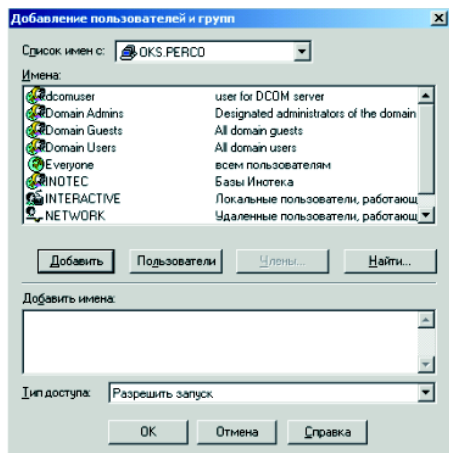 Добавление пользователей и групп
Список имен с: OKS.PERCO
Имена:
dcomuser user for DCOM server
Domain Admins Designated administrators of the domain
Domain Guests All domain guests
Domain Users All domain users
Everyone всем пользователям
INOTEC Базы Инотека
INTERACTIVE Локальные пользователи, работающ
NETWORK Удаленные пользователи, работающ
Добавить Пользователи Члены... Найти...
Добавить имена:
Тип доступа: Разрешить запуск
OK Отмена Справка